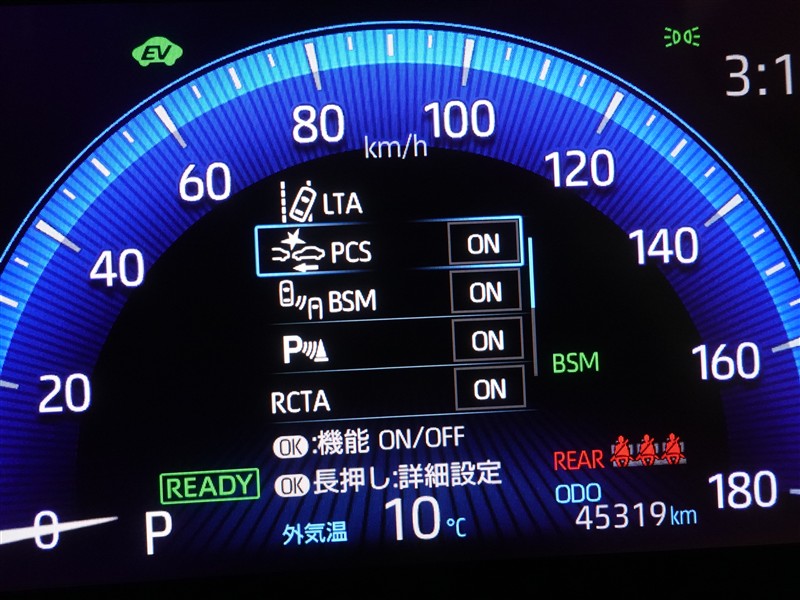 EV
3:1
80
100
km/h
60
120
LTA
40
PCS ON
140
BSM ON
P ON
BSM
160
20
RCTA ON
OK:機能 ON/OFF
REAR
READY
OK長押し:詳細設定
ODO
180
0
P
外気温 10℃
45319km